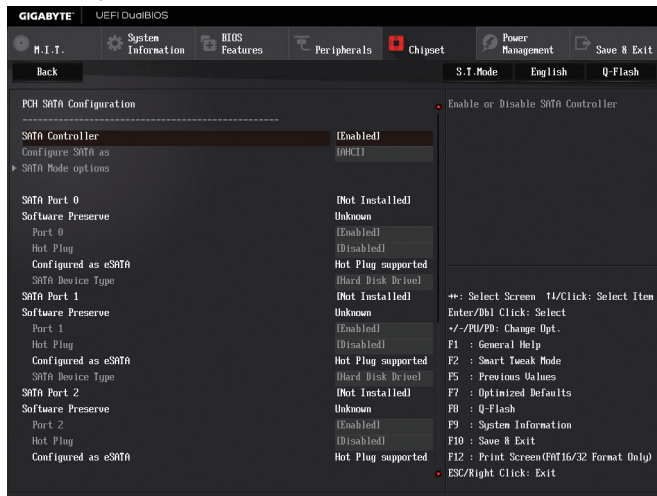 GIGABYTE™ UEFI DualBIOS
M.I.T. System Information BIOS Features Peripherals Chipset Power Management Save & Exit
Back S.T.Mode English Q-Flash
PCH SATA Configuration
------------------------------------------------
SATA Controller [Enabled]
Configure SATA as [AHCI]
SATA Mode options
SATA Port 0 [Not Installed]
Software Preserve Unknown
Port 0 [Enabled]
Hot Plug [Disabled]
Configured as eSATA Hot Plug supported
SATA Device Type [Hard Disk Drive]
SATA Port 1 [Not Installed]
Software Preserve Unknown
Port 1 [Enabled]
Hot Plug [Disabled]
Configured as eSATA Hot Plug supported
SATA Device Type [Hard Disk Drive]
SATA Port 2 [Not Installed]
Software Preserve Unknown
Port 2 [Enabled]
Hot Plug [Disabled]
Configured as eSATA Hot Plug supported
Enable or Disable SATA Controller
→←: Select Screen ↑↓/Click: Select Item
Enter/Dbl Click: Select
+/-/PU/PD: Change Opt.
F1 : General Help
F2 : Smart Tweak Mode
F5 : Previous Values
F7 : Optimized Defaults
F8 : Q-Flash
F9 : System Information
F10 : Save & Exit
F12 : Print Screen(FAT16/32 Format Only)
ESC/Right Click: Exit